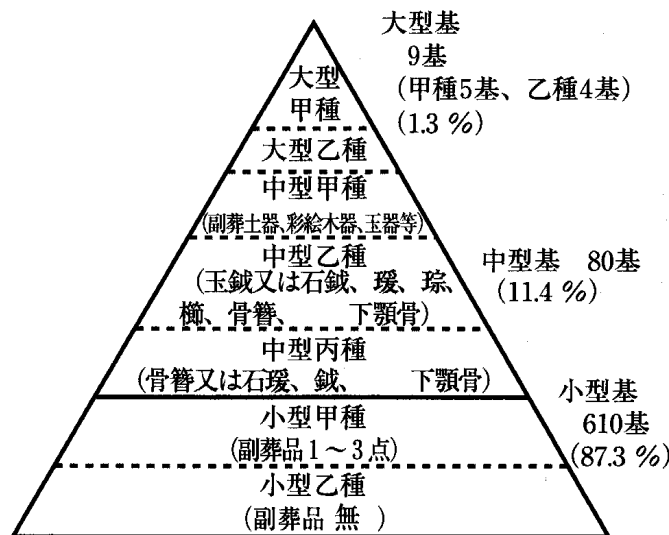 大型
甲種
大型乙種
中型甲種
(副葬土器、彩絵木器、玉器等)
中型乙種
(玉鉞又は石鉞、瑗、琮、
櫛、骨簪、 下顎骨)
中型丙種
(骨簪又は石瑗、鉞、 下顎骨)
小型甲種
(副葬品1〜3点)
小型乙種
(副葬品 無 )
大型基
9基
(甲種5基、乙種4基)
(1.3 %)
中型基 80基
(11.4 %)
小型基
610基
(87.3 %)